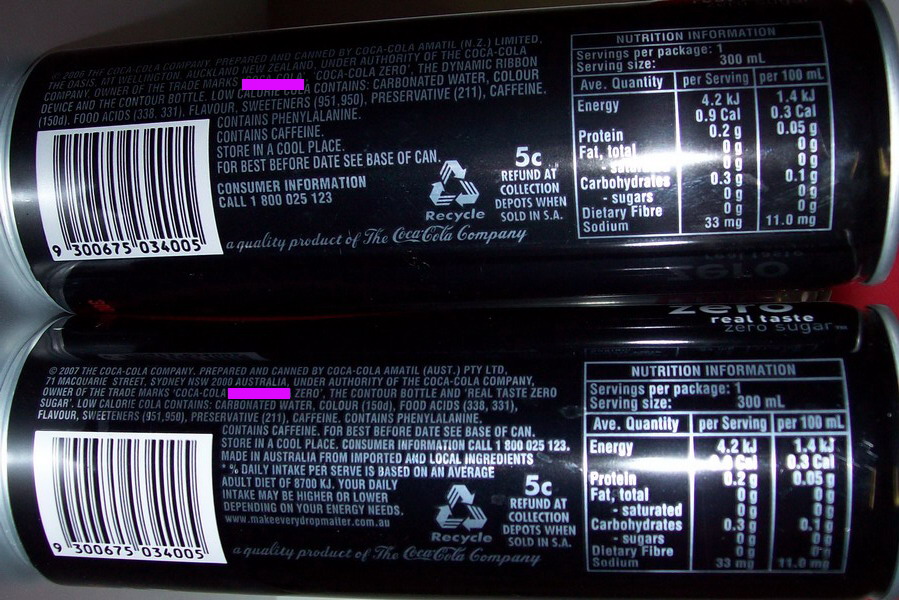 © 2006 THE COCA-COLA COMPANY. PREPARED AND CANNED BY COCA-COLA AMATIL (N.Z.) LIMITED,
THE OASIS, MT WELLINGTON, AUCKLAND NEW ZEALAND, UNDER AUTHORITY OF THE COCA-COLA
COMPANY, OWNER OF THE TRADE MARKS 'COCA-COLA ZERO', THE DYNAMIC RIBBON
DEVICE AND THE CONTOUR BOTTLE. LOW CALORIE COLA CONTAINS: CARBONATED WATER, COLOUR
(150d), FOOD ACIDS (338, 331), FLAVOUR, SWEETENERS (951,950), PRESERVATIVE (211), CAFFEINE.
CONTAINS PHENYLALANINE.
CONTAINS CAFFEINE.
STORE IN A COOL PLACE.
FOR BEST BEFORE DATE SEE BASE OF CAN.
CONSUMER INFORMATION
CALL 1 800 025 123
Recycle
5c
REFUND AT
COLLECTION
DEPOTS WHEN
SOLD IN S.A.
9 300675 034005
a quality product of The Coca-Cola Company
NUTRITION INFORMATION
Servings per package: 1
Serving size: 300 mL
Ave. Quantity per Serving per 100 mL
Energy 4.2 kJ 1.4 kJ
0.9 Cal 0.3 Cal
Protein 0.2 g 0.05 g
Fat, total 0 g 0 g
- saturated 0 g 0 g
Carbohydrates 0.3 g 0.1 g
- sugars 0 g 0 g
Dietary Fibre 0 g 0 g
Sodium 33 mg 11.0 mg
zero
zero
real taste
zero sugar™
© 2007 THE COCA-COLA COMPANY. PREPARED AND CANNED BY COCA-COLA AMATIL (AUST.) PTY LTD,
71 MACQUARIE STREET, SYDNEY NSW 2000 AUSTRALIA, UNDER AUTHORITY OF THE COCA-COLA COMPANY,
OWNER OF THE TRADE MARKS 'COCA-COLA ZERO', THE CONTOUR BOTTLE AND 'REAL TASTE ZERO
SUGAR'. LOW CALORIE COLA CONTAINS: CARBONATED WATER, COLOUR (150d), FOOD ACIDS (338, 331),
FLAVOUR, SWEETENERS (951,950), PRESERVATIVE (211), CAFFEINE. CONTAINS PHENYLALANINE.
CONTAINS CAFFEINE. FOR BEST BEFORE DATE SEE BASE OF CAN.
STORE IN A COOL PLACE. CONSUMER INFORMATION CALL 1 800 025 123.
MADE IN AUSTRALIA FROM IMPORTED AND LOCAL INGREDIENTS
* % DAILY INTAKE PER SERVE IS BASED ON AN AVERAGE
ADULT DIET OF 8700 KJ. YOUR DAILY
INTAKE MAY BE HIGHER OR LOWER
DEPENDING ON YOUR ENERGY NEEDS.
www.makeeverydropmatter.com.au
Recycle
5c
REFUND AT
COLLECTION
DEPOTS WHEN
SOLD IN S.A.
9 300675 034005
a quality product of The Coca-Cola Company
NUTRITION INFORMATION
Servings per package: 1
Serving size: 300 mL
Ave. Quantity per Serving per 100 mL
Energy 4.2 kJ 1.4 kJ
Cal 0.3 Cal
Protein 0.2 g 0.05 g
Fat, total 0 g 0 g
- saturated 0 g 0 g
Carbohydrates 0.3 g 0.1 g
- sugars 0 g 0 g
Dietary Fibre 0 g 0 g
Sodium 33 mg 11.0 mg